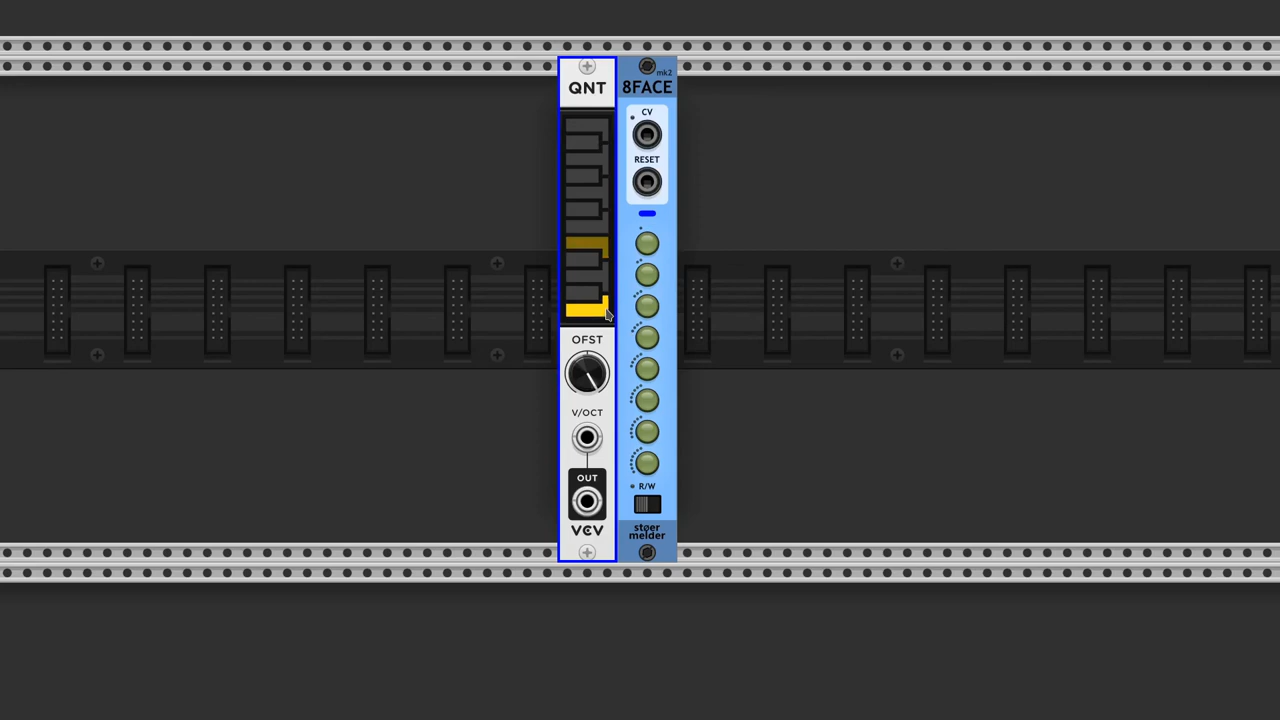 QNT
OFST
V/OCT
OUT
VCV
mk2
8FACE
CV
RESET
R/W
støer
melder